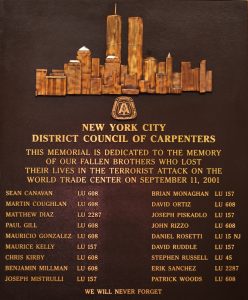 NEW YORK CITY
DISTRICT COUNCIL OF CARPENTERS
THIS MEMORIAL IS DEDICATED TO THE MEMORY
OF OUR FALLEN BROTHERS WHO LOST
THEIR LIVES IN THE TERRORIST ATTACK ON THE
WORLD TRADE CENTER ON SEPTEMBER 11, 2001
SEAN CANAVAN LU 608 BRIAN MONAGHAN LU 157
MARTIN COUGHLAN LU 608 DAVID ORTIZ LU 608
MATTHEW DIAZ LU 2287 JOSEPH PISKADLO LU 157
PAUL GILL LU 608 JOHN RIZZO LU 608
MAURICIO GONZALEZ LU 608 DANIEL ROSETTI LU 15 NJ
MAURICE KELLY LU 157 DAVID RUDDLE LU 157
CHRIS KIRBY LU 608 STEPHEN RUSSELL LU 45
BENJAMIN MILLMAN LU 608 ERIK SANCHEZ LU 2287
JOSEPH MISTRULLI LU 157 PATRICK WOODS LU 608
WE WILL NEVER FORGET